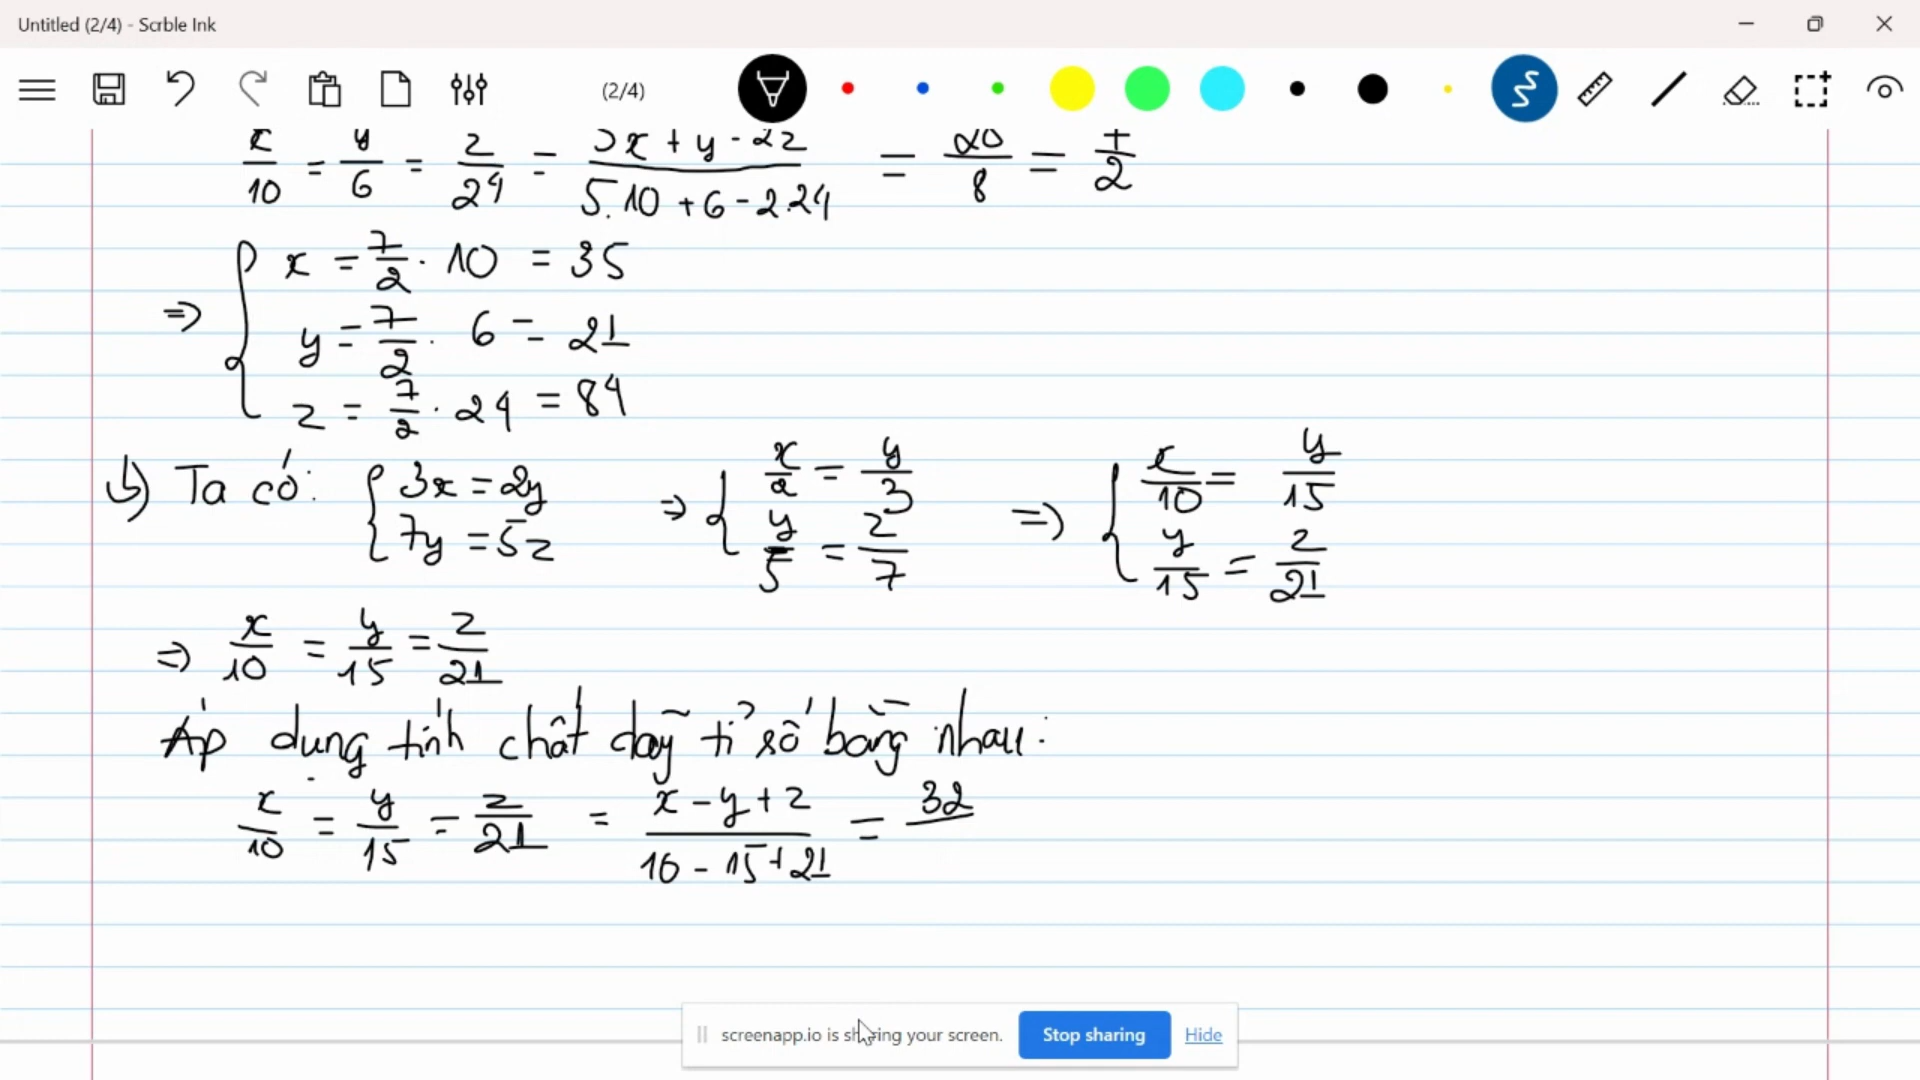 Untitled (2/4) - Scrble Ink
(2/4)
x/10 = y/6 = z/24 = (5x + y - 2z)/(5.10 + 6 - 2.24) = 28/8 = 7/2
=> { x = 7/2 . 10 = 35
y = 7/2 . 6 = 21
z = 7/2 . 24 = 84
b) Ta có: { 3x = 2y => { x/2 = y/3 => { x/10 = y/15
7y = 5z y/5 = z/7 y/15 = z/21
=> x/10 = y/15 = z/21
Áp dụng tính chất dãy tỉ số bằng nhau:
x/10 = y/15 = z/21 = (x - y + z)/(10 - 15 + 21) = 32
screenapp.io is sharing your screen. Stop sharing Hide